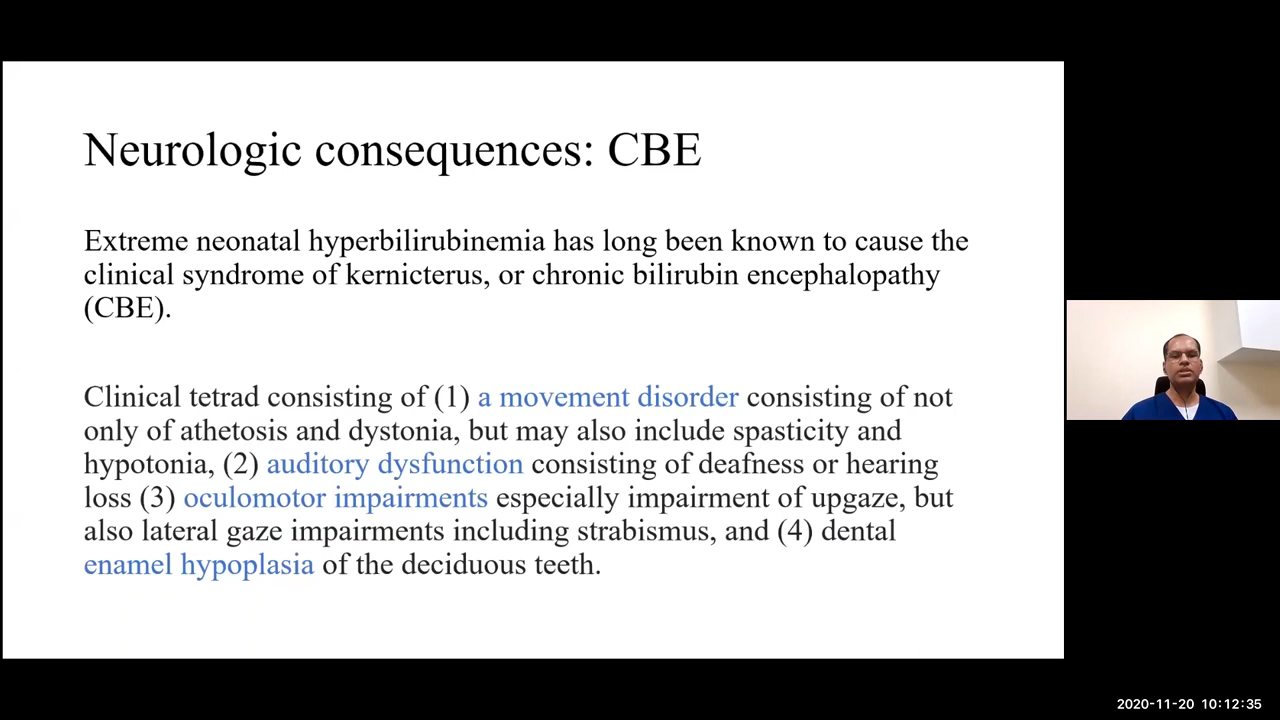 Neurologic consequences: CBE
Extreme neonatal hyperbilirubinemia has long been known to cause the
clinical syndrome of kernicterus, or chronic bilirubin encephalopathy
(CBE).
Clinical tetrad consisting of (1) a movement disorder consisting of not
only of athetosis and dystonia, but may also include spasticity and
hypotonia, (2) auditory dysfunction consisting of deafness or hearing
loss (3) oculomotor impairments especially impairment of upgaze, but
also lateral gaze impairments including strabismus, and (4) dental
enamel hypoplasia of the deciduous teeth.
2020-11-20 10:12:35